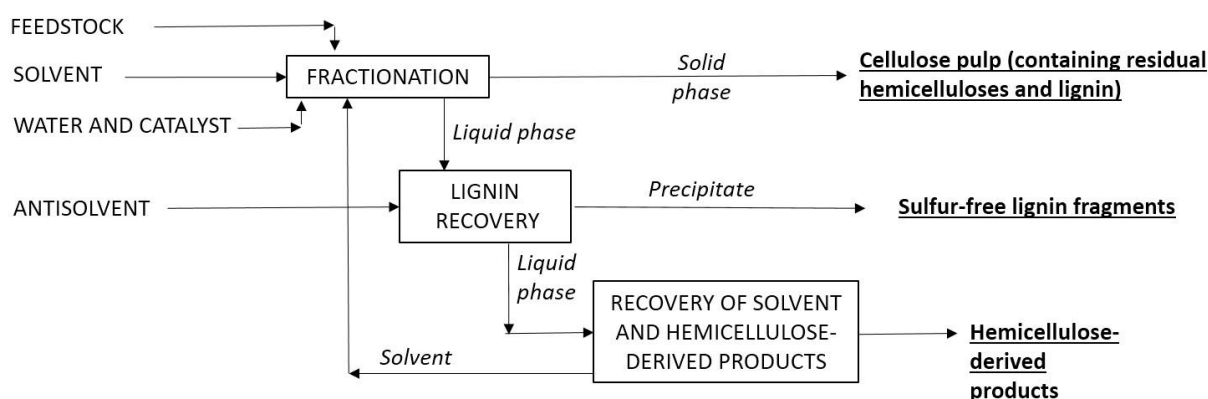 FEEDSTOCK
SOLVENT
WATER AND CATALYST
FRACTIONATION
Solid
phase
Cellulose pulp (containing residual
hemicelluloses and lignin)
Liquid phase
ANTISOLVENT
LIGNIN
RECOVERY
Precipitate
Sulfur-free lignin fragments
Liquid
phase
RECOVERY OF SOLVENT
AND HEMICELLULOSE-
DERIVED PRODUCTS
Solvent
Hemicellulose-
derived
products